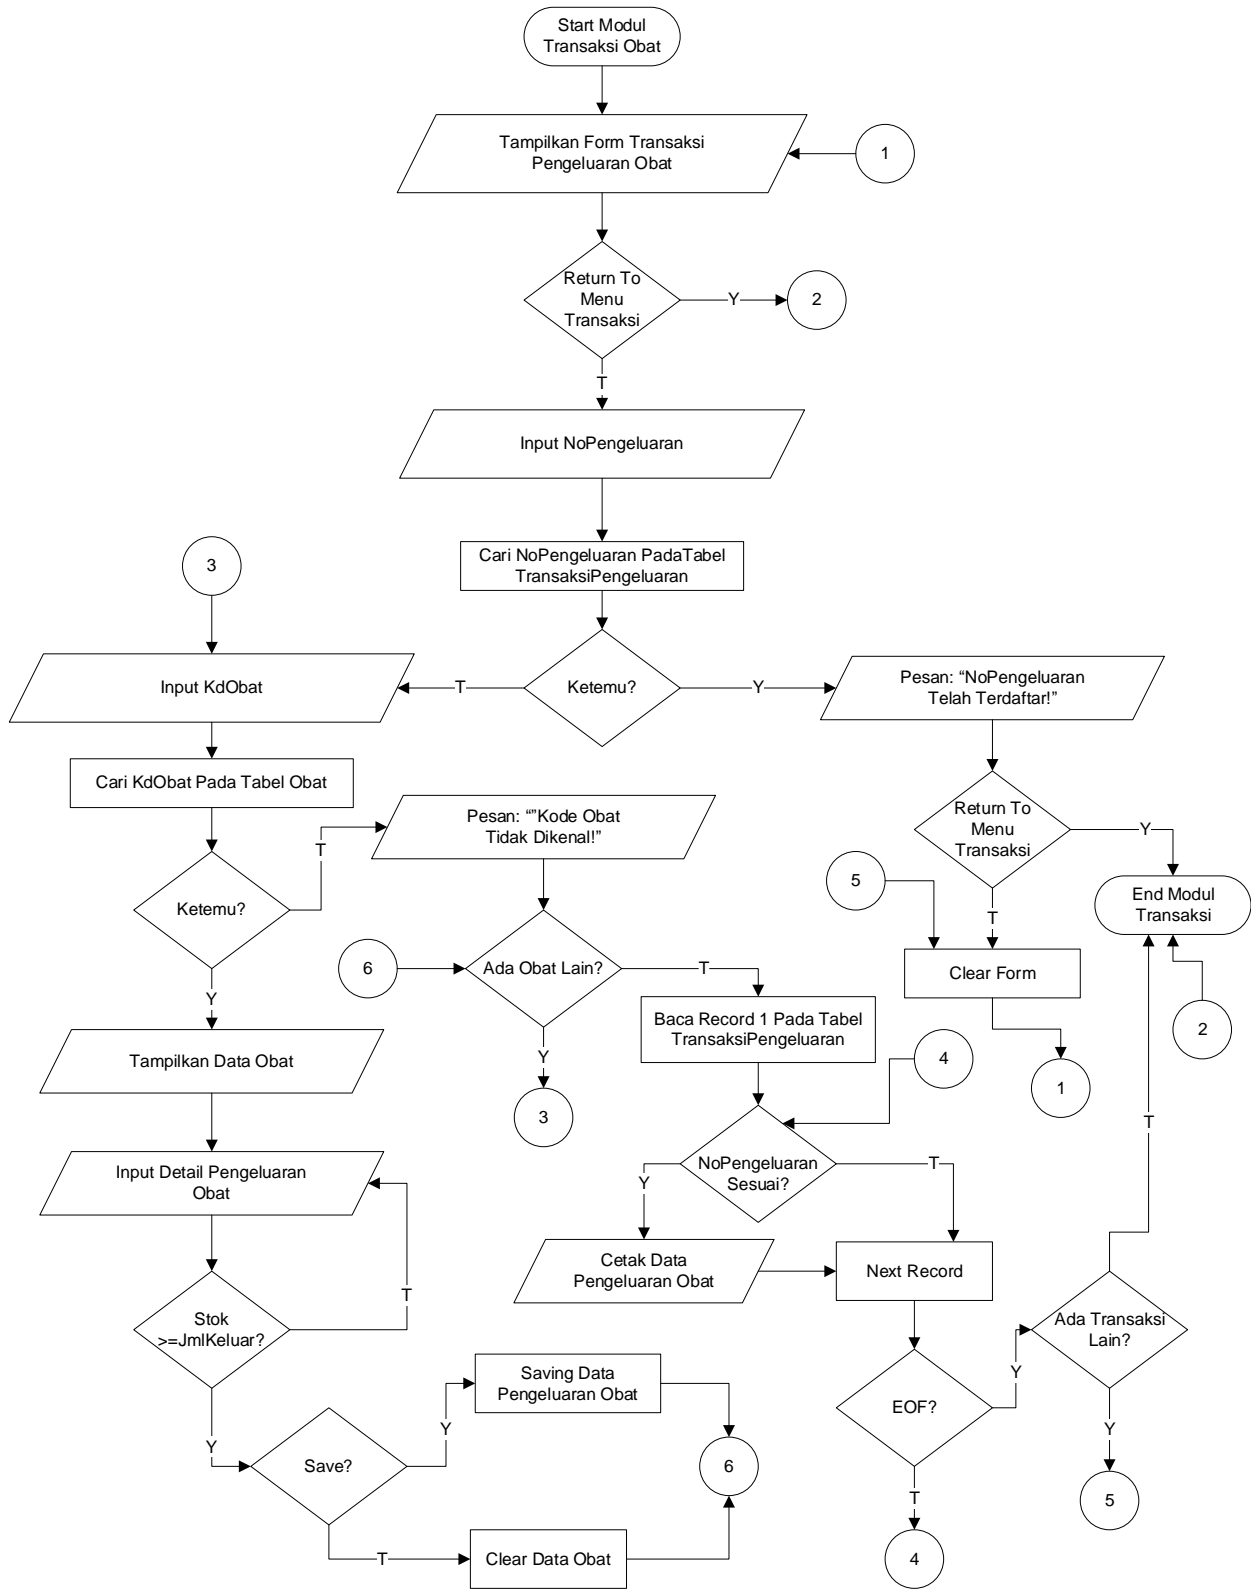 Start Modul
Transaksi Obat
Tampilkan Form Transaksi
Pengeluaran Obat
1
Return To
Menu
Transaksi
Y
2
T
Input NoPengeluaran
Cari NoPengeluaran PadaTabel
TransaksiPengeluaran
3
Input KdObat
T
Ketemu?
Y
Pesan: “NoPengeluaran
Telah Terdaftar!”
Cari KdObat Pada Tabel Obat
Pesan: “”Kode Obat
Tidak Dikenal!”
Return To
Menu
Transaksi
Y
T
Ketemu?
5
T
End Modul
Transaksi
6
Ada Obat Lain?
T
Clear Form
Y
Baca Record 1 Pada Tabel
TransaksiPengeluaran
2
Tampilkan Data Obat
Y
4
1
3
T
Input Detail Pengeluaran
Obat
NoPengeluaran
Sesuai?
T
Y
Cetak Data
Pengeluaran Obat
Next Record
T
Stok
>=JmlKeluar?
Ada Transaksi
Lain?
Saving Data
Pengeluaran Obat
Y
EOF?
Y
Y
Y
Save?
6
T
5
T
Clear Data Obat
4